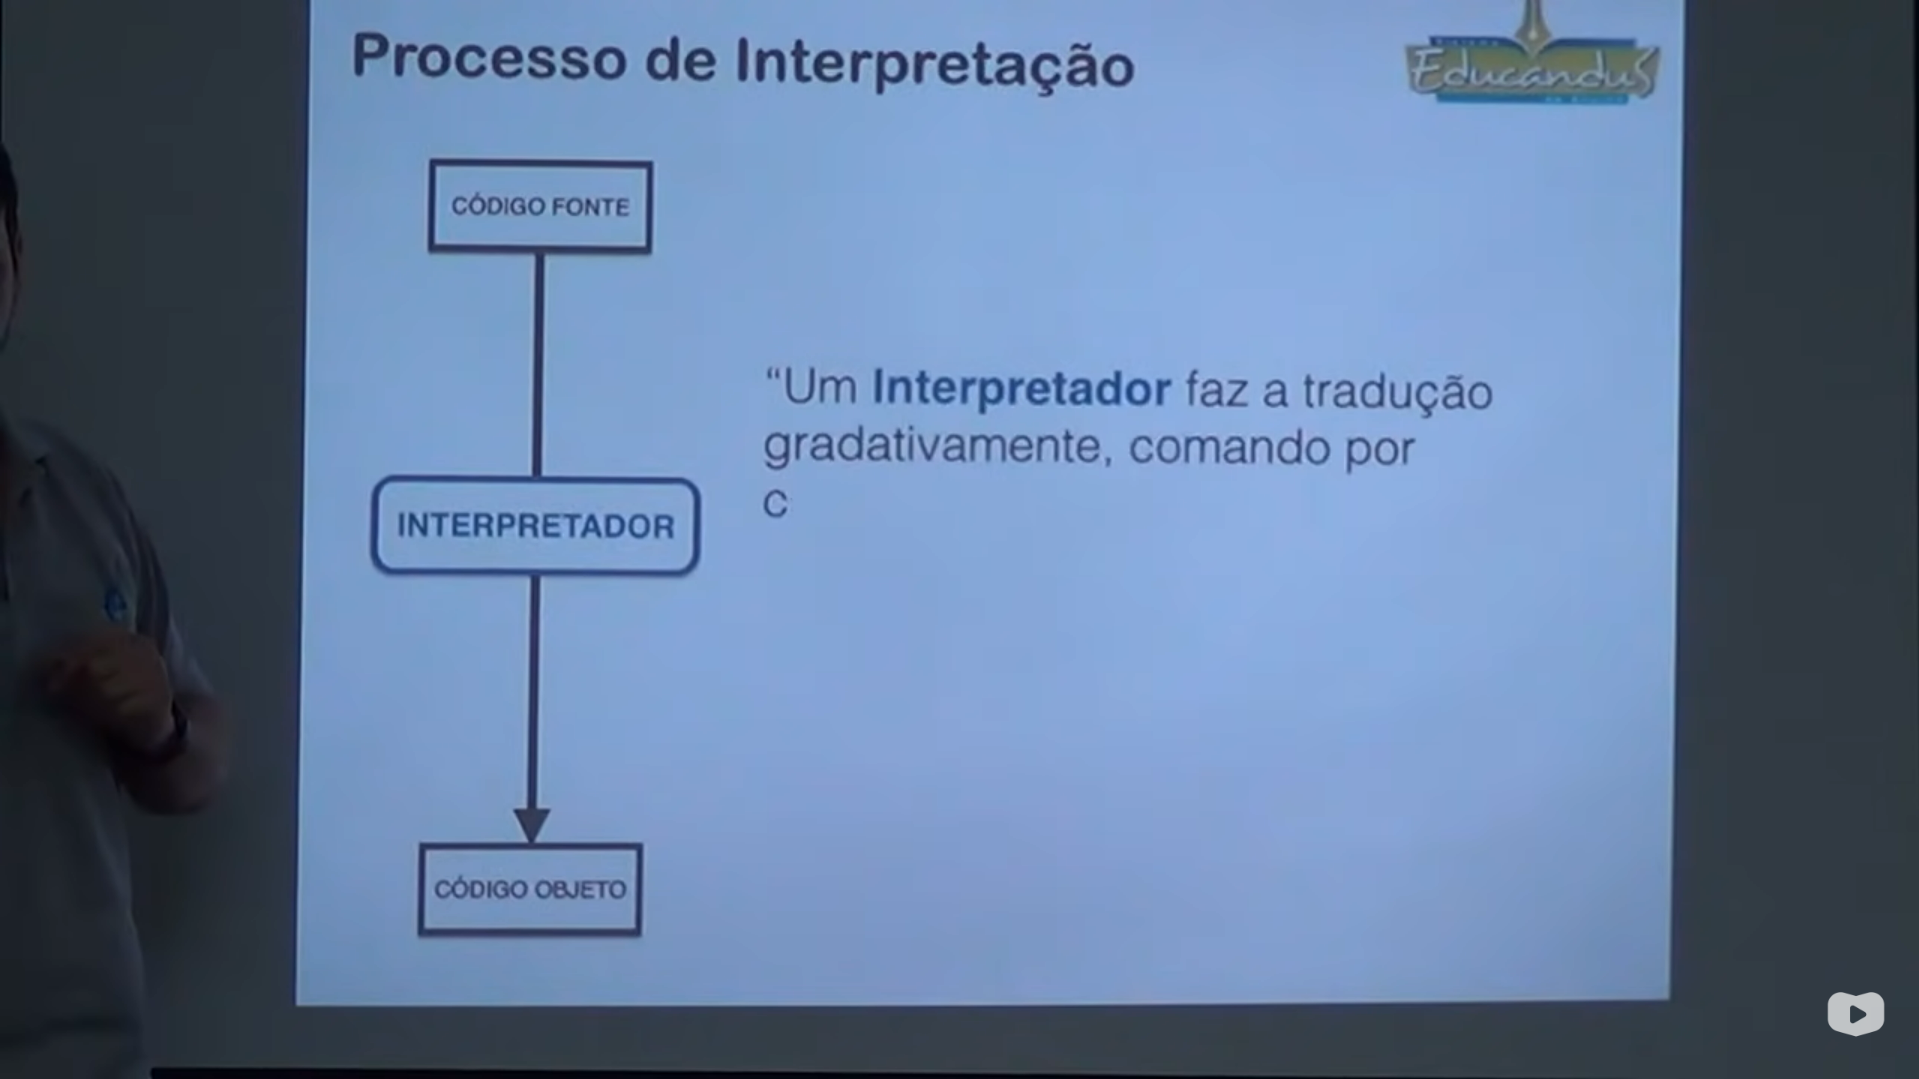 Processo de Interpretação
Educandus
CÓDIGO FONTE
“Um Interpretador faz a tradução
gradativamente, comando por
c
INTERPRETADOR
CÓDIGO OBJETO